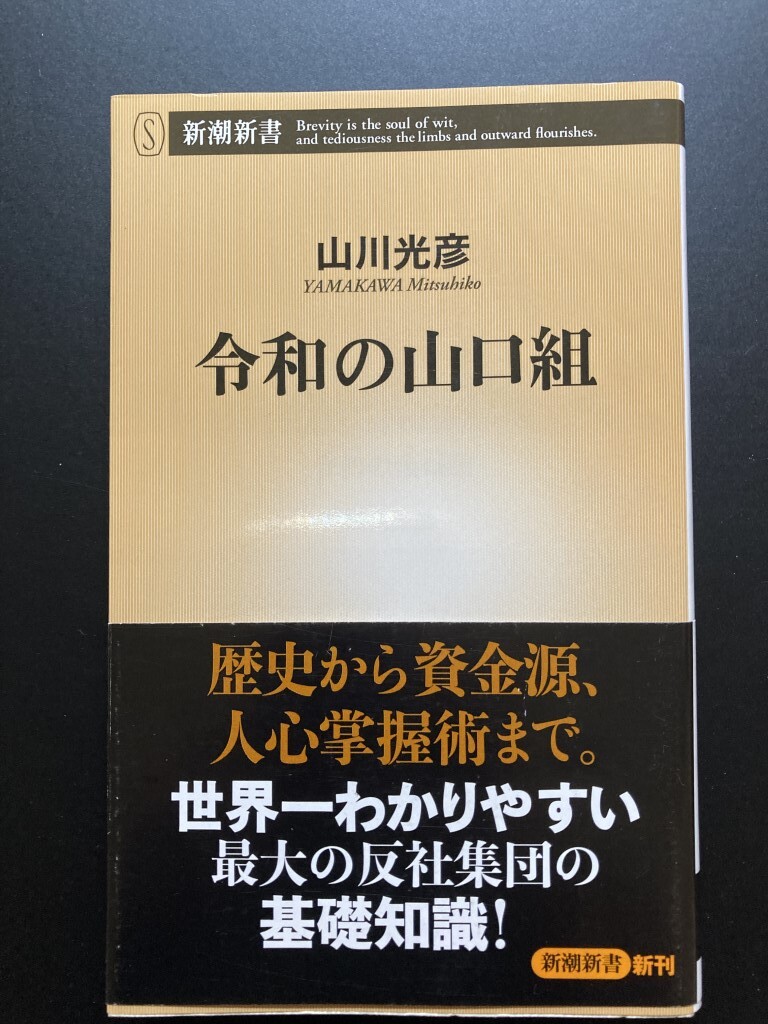 S
新潮新書
Brevity is the soul of wit,
and tediousness the limbs and outward flourishes.
山川光彦
YAMAKAWA Mitsuhiko
令和の山口組
歴史から資金源、
人心掌握術まで。
世界一わかりやすい
最大の反社集団の
基礎知識!
新潮新書 新刊